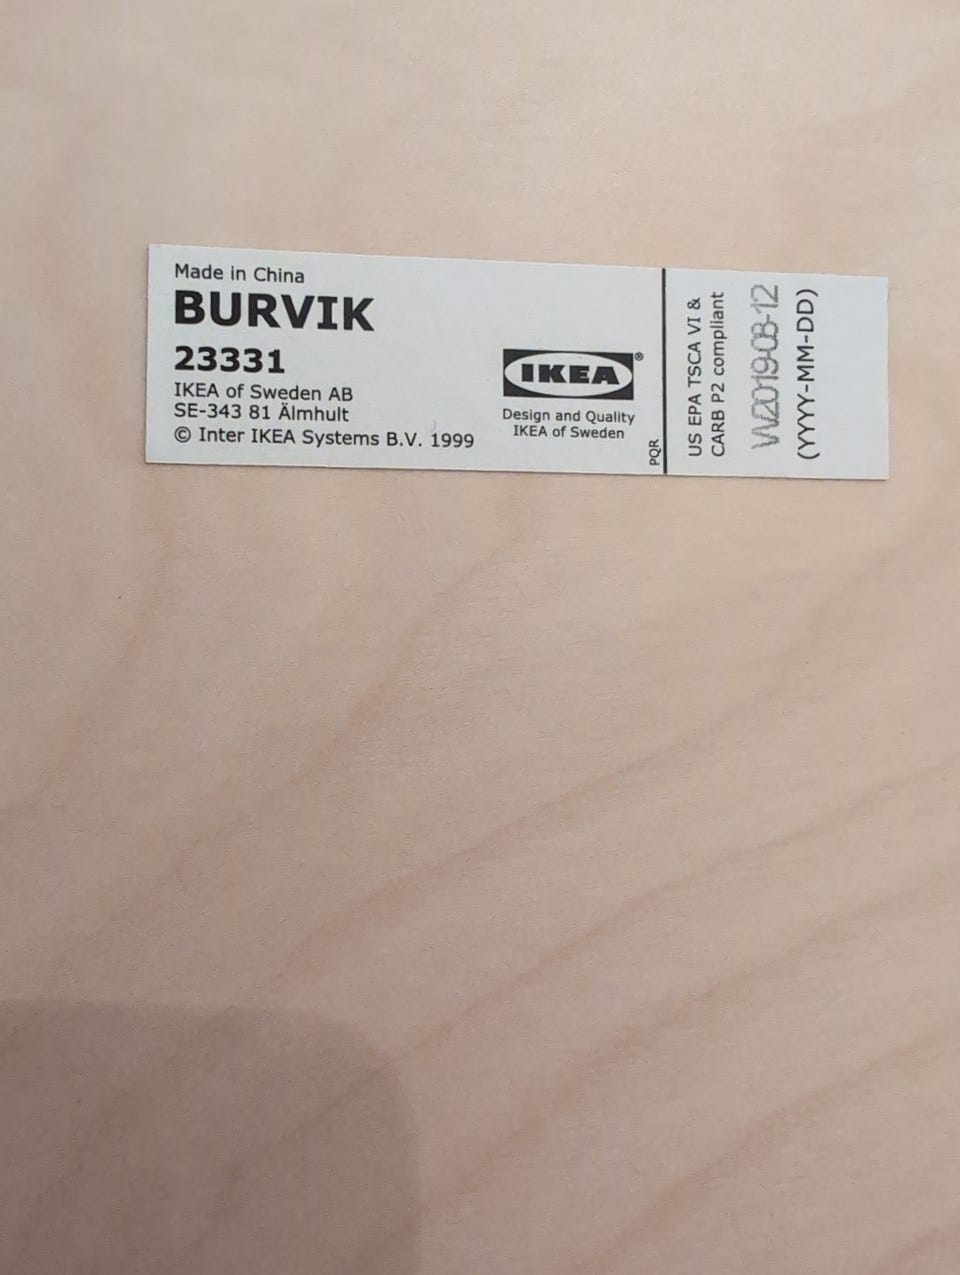 Made in China
BURVIK
23331
IKEA of Sweden AB
SE-343 81 Älmhult
© Inter IKEA Systems B.V. 1999
IKEA®
Design and Quality
IKEA of Sweden
PQR
US EPA TSCA VI &
CARB P2 compliant
W2019-08-12
(YYYY-MM-DD)